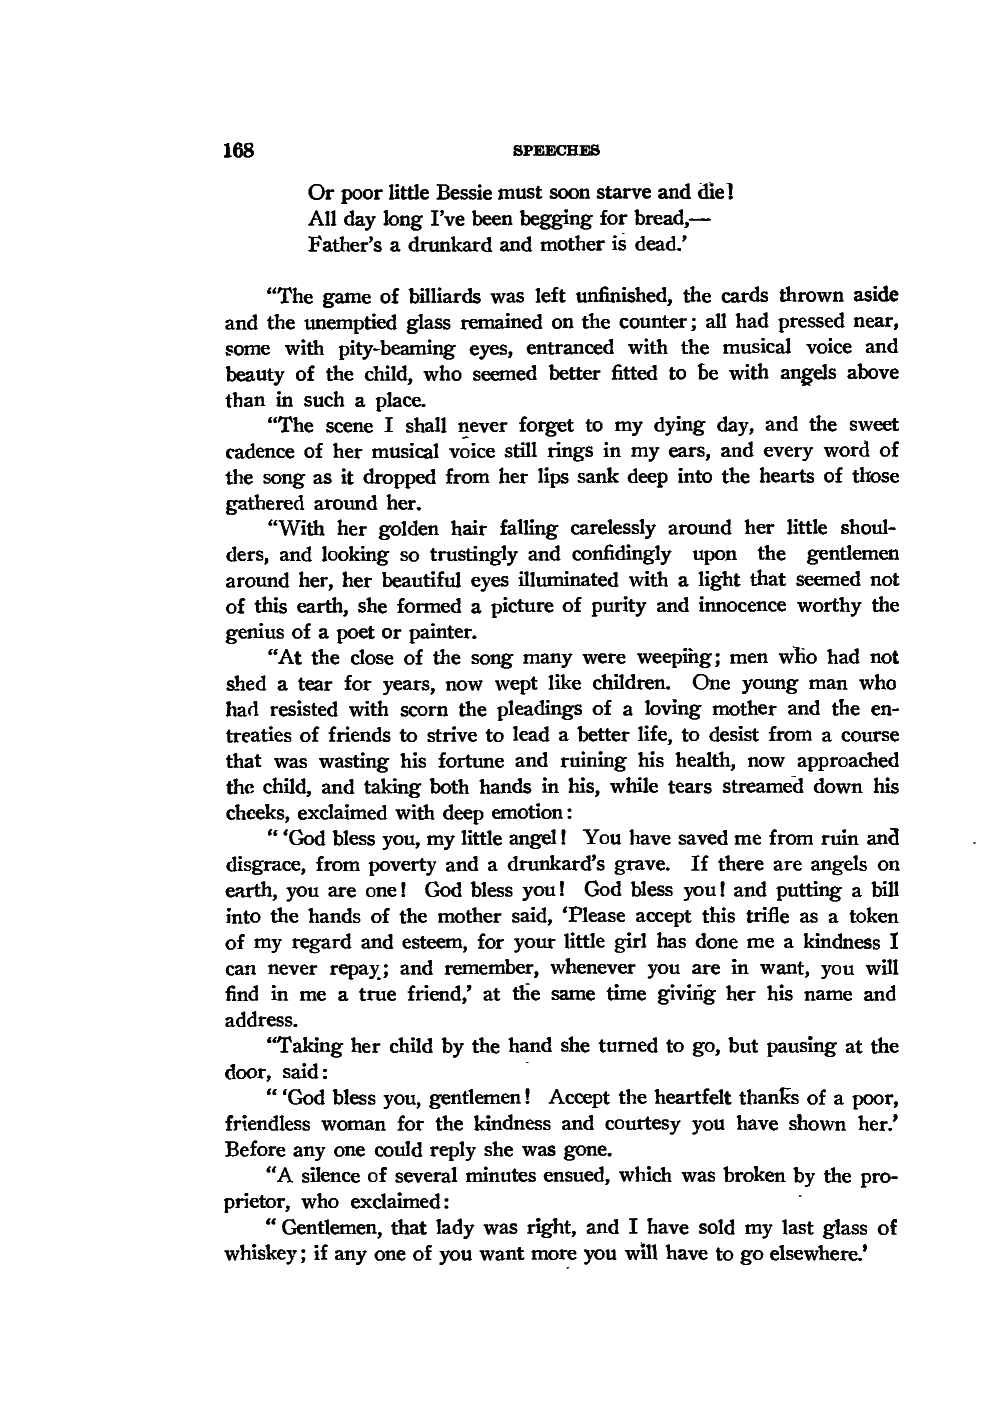 168 SPEECHES
Or poor little Bessie must soon starve and die!
All day long I've been begging for bread,—
Father's a drunkard and mother is dead.'
"The game of billiards was left unfinished, the cards thrown aside
and the unemptied glass remained on the counter; all had pressed near,
some with pity-beaming eyes, entranced with the musical voice and
beauty of the child, who seemed better fitted to be with angels above
than in such a place.
"The scene I shall never forget to my dying day, and the sweet
cadence of her musical voice still rings in my ears, and every word of
the song as it dropped from her lips sank deep into the hearts of those
gathered around her.
"With her golden hair falling carelessly around her little shoul-
ders, and looking so trustingly and confidingly upon the gentlemen
around her, her beautiful eyes illuminated with a light that seemed not
of this earth, she formed a picture of purity and innocence worthy the
genius of a poet or painter.
"At the close of the song many were weeping; men who had not
shed a tear for years, now wept like children. One young man who
had resisted with scorn the pleadings of a loving mother and the en-
treaties of friends to strive to lead a better life, to desist from a course
that was wasting his fortune and ruining his health, now approached
the child, and taking both hands in his, while tears streamed down his
cheeks, exclaimed with deep emotion:
" 'God bless you, my little angel! You have saved me from ruin and
disgrace, from poverty and a drunkard's grave. If there are angels on
earth, you are one! God bless you! God bless you! and putting a bill
into the hands of the mother said, 'Please accept this trifle as a token
of my regard and esteem, for your little girl has done me a kindness I
can never repay; and remember, whenever you are in want, you will
find in me a true friend,' at the same time giving her his name and
address.
"Taking her child by the hand she turned to go, but pausing at the
door, said:
" 'God bless you, gentlemen! Accept the heartfelt thanks of a poor,
friendless woman for the kindness and courtesy you have shown her.'
Before any one could reply she was gone.
"A silence of several minutes ensued, which was broken by the pro-
prietor, who exclaimed:
" Gentlemen, that lady was right, and I have sold my last glass of
whiskey; if any one of you want more you will have to go elsewhere.'